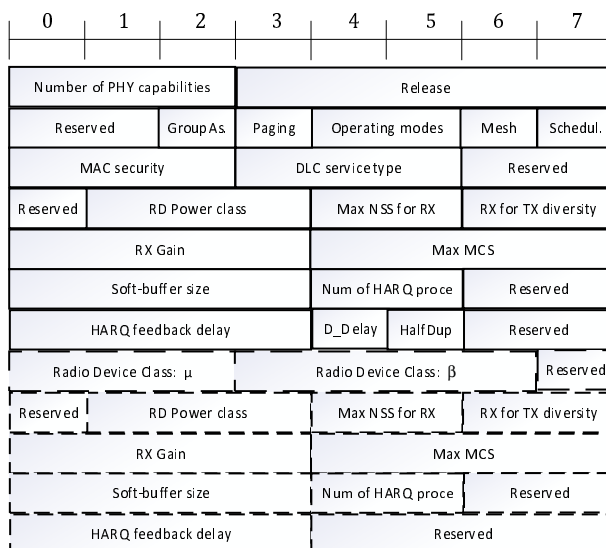 0 1 2 3 4 5 6 7
Number of PHY capabilities Release
Reserved GroupAs. Paging Operating modes Mesh Schedul.
MAC security DLC service type Reserved
Reserved RD Power class Max NSS for RX RX for TX diversity
RX Gain Max MCS
Soft-buffer size Num of HARQ proce Reserved
HARQ feedback delay D_Delay HalfDup Reserved
Radio Device Class: μ Radio Device Class: β Reserved
Reserved RD Power class Max NSS for RX RX for TX diversity
RX Gain Max MCS
Soft-buffer size Num of HARQ proce Reserved
HARQ feedback delay Reserved